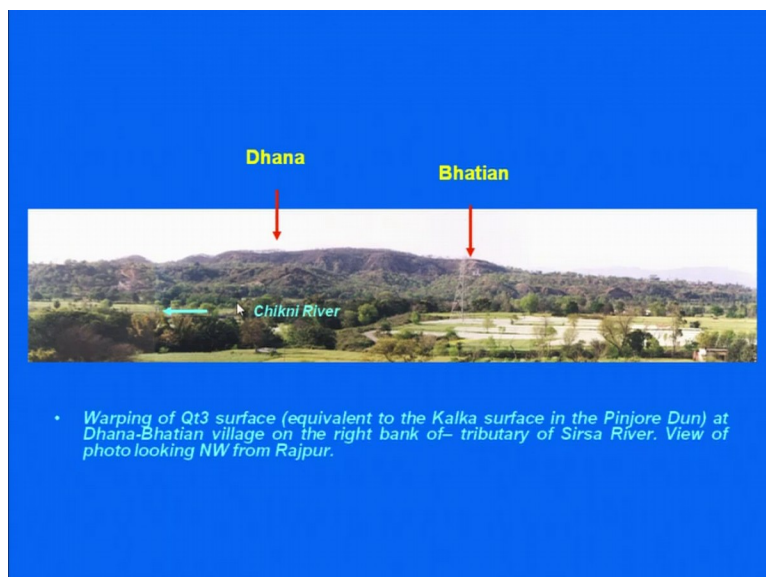 Dhana
Bhatian
Chikni River
• Warping of Qt3 surface (equivalent to the Kalka surface in the Pinjore Dun) at
Dhana-Bhatian village on the right bank of– tributary of Sirsa River. View of
photo looking NW from Rajpur.